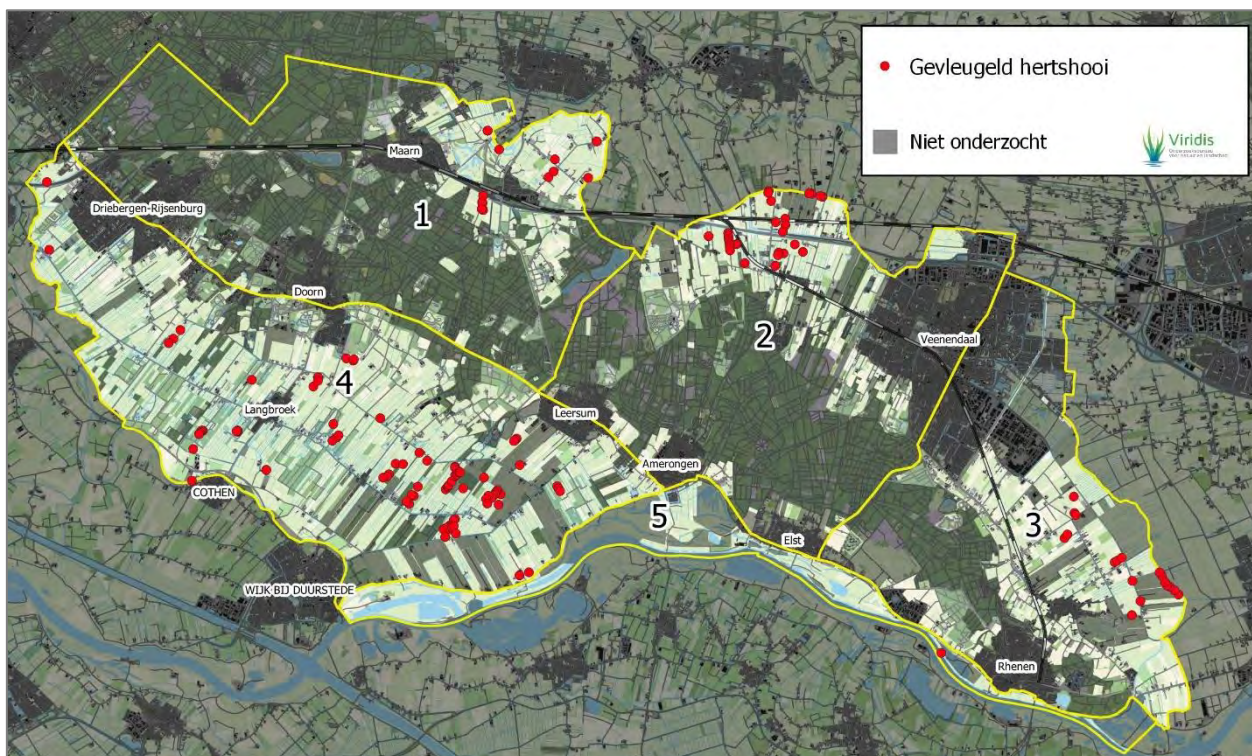 Gevleugeld hertshooi
Niet onderzocht
Viridis
Maarn
1
Driebergen-Rijsenburg
Doorn
2
Veenendaal
4
Langbroek
Leersum
Amerongen
COTHEN
5
3
Elst
WIJK BIJ DUURSTEDE
Rhenen